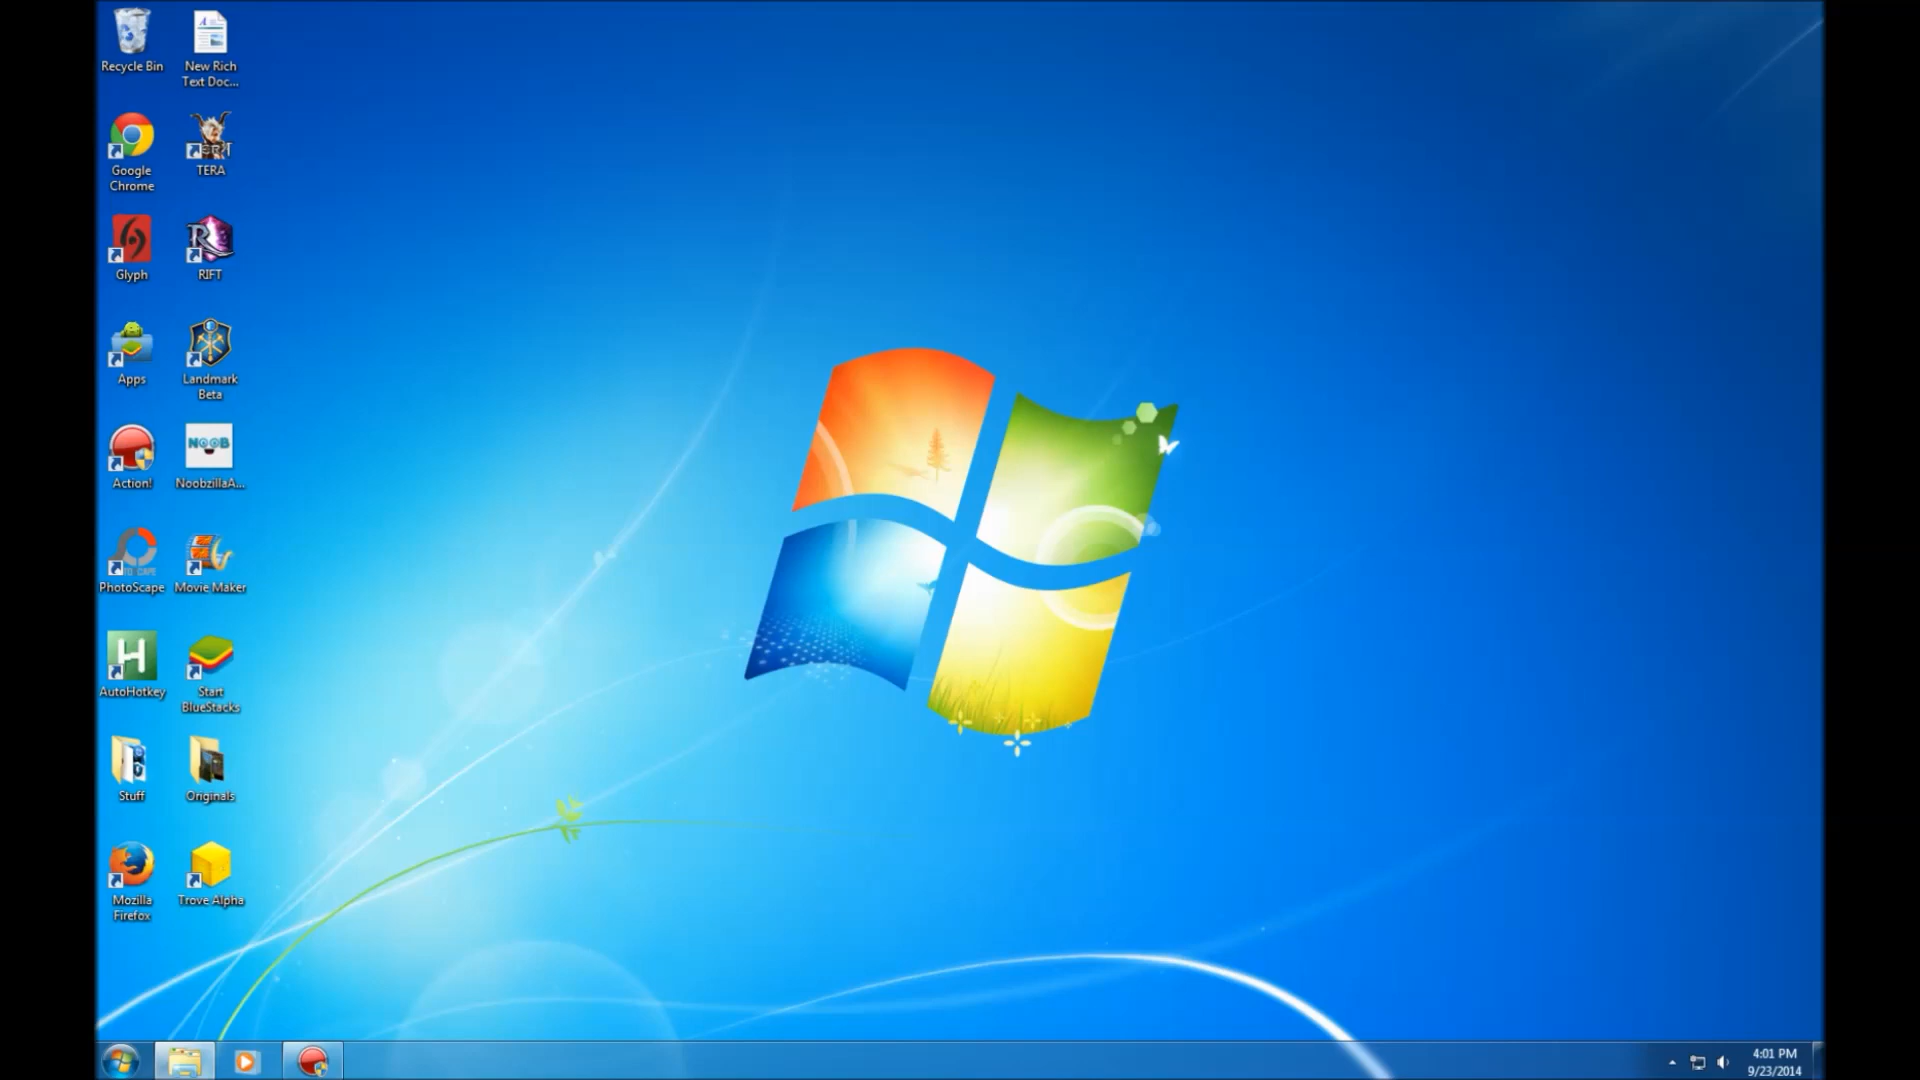 Recycle Bin
New Rich
Text Doc...
Google
Chrome
TERA
Glyph
RIFT
Apps
Landmark
Beta
Action!
NOOB
NoobzillaA...
PhotoScape
Movie Maker
H
AutoHotkey
Start
BlueStacks
Stuff
Originals
Mozilla
Firefox
Trove Alpha
4:01 PM
9/23/2014